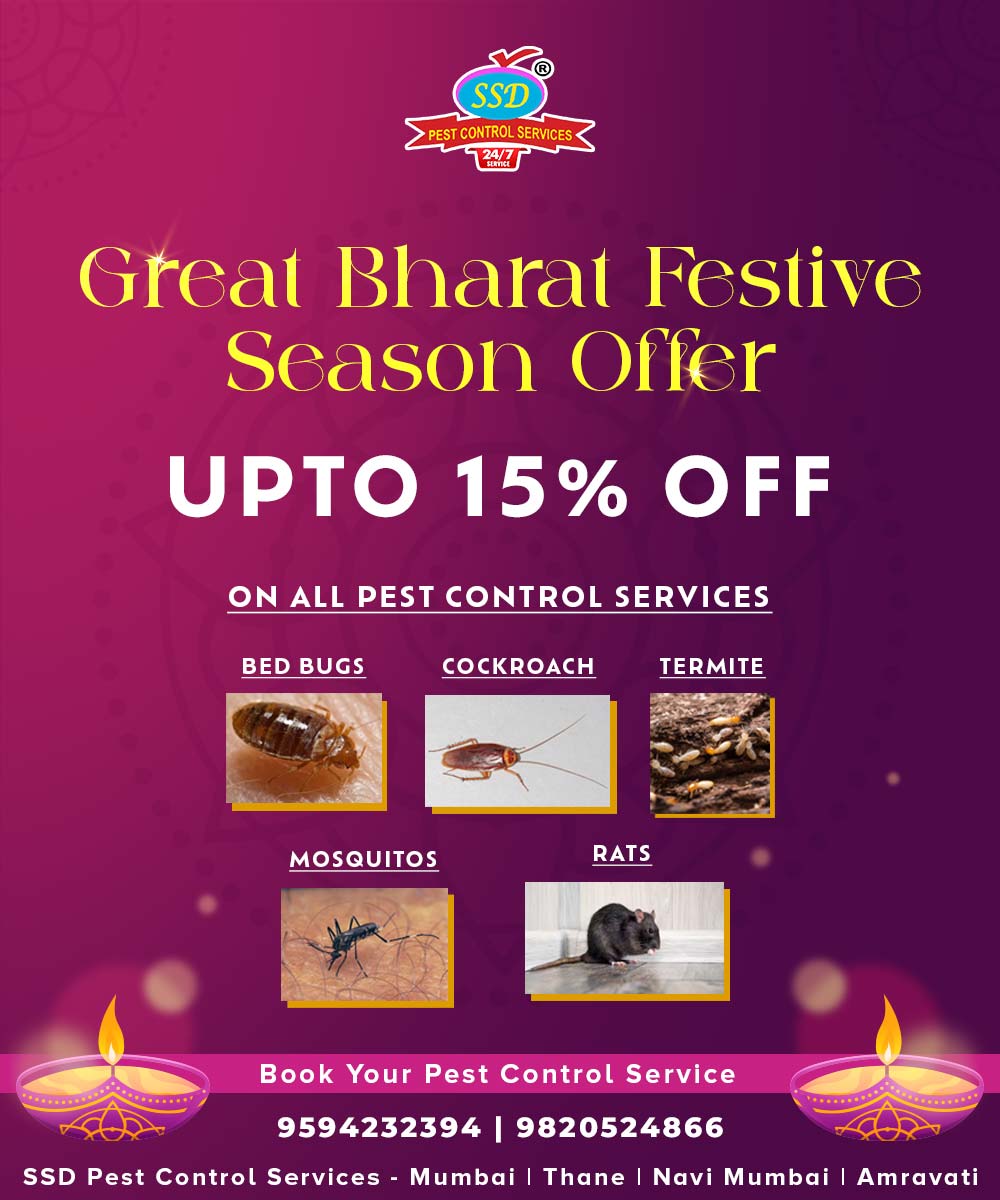 SSD
®
PEST CONTROL SERVICES
24/7
SERVICE
Great Bharat Festive
Season Offer
UPTO 15% OFF
ON ALL PEST CONTROL SERVICES
BED BUGS
COCKROACH
TERMITE
MOSQUITOS
RATS
Book Your Pest Control Service
9594232394 | 9820524866
SSD Pest Control Services - Mumbai | Thane | Navi Mumbai | Amravati